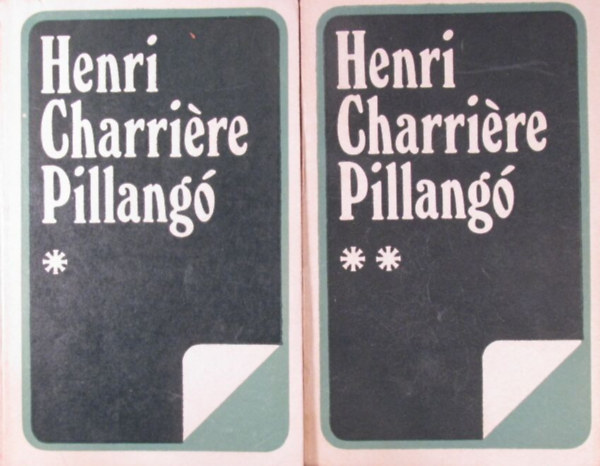 Henri
Charrière
Pillangó
*
Henri
Charrière
Pillangó
* *